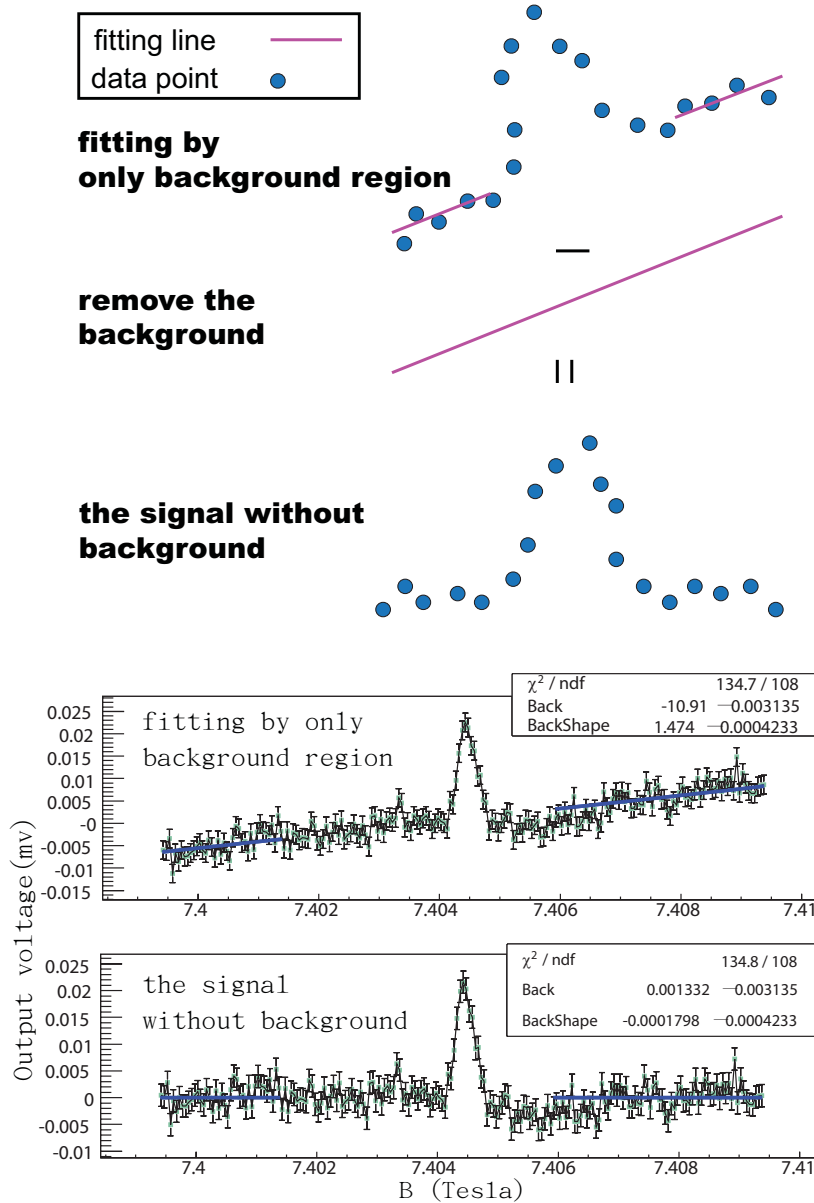 fitting line
data point
fitting by
only background region
remove the
background
the signal without
background
Output voltage(mv)
fitting by only
background region
χ² / ndf 134.7 / 108
Back -10.91 —0.003135
BackShape 1.474 —0.0004233
0.025
0.02
0.015
0.01
0.005
-0
-0.005
-0.01
-0.015
7.4 7.402 7.404 7.406 7.408 7.41
the signal
without background
χ² / ndf 134.8 / 108
Back 0.001332 —0.003135
BackShape -0.0001798 —0.0004233
0.025
0.02
0.015
0.01
0.005
0
-0.005
-0.01
7.4 7.402 7.404 7.406 7.408 7.41
B (Tesla)